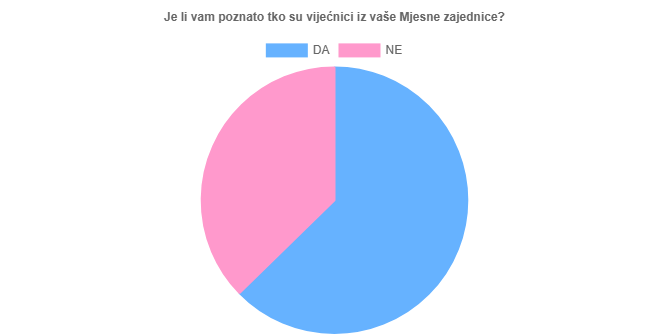 Je li vam poznato tko su vijećnici iz vaše Mjesne zajednice?
DA NE